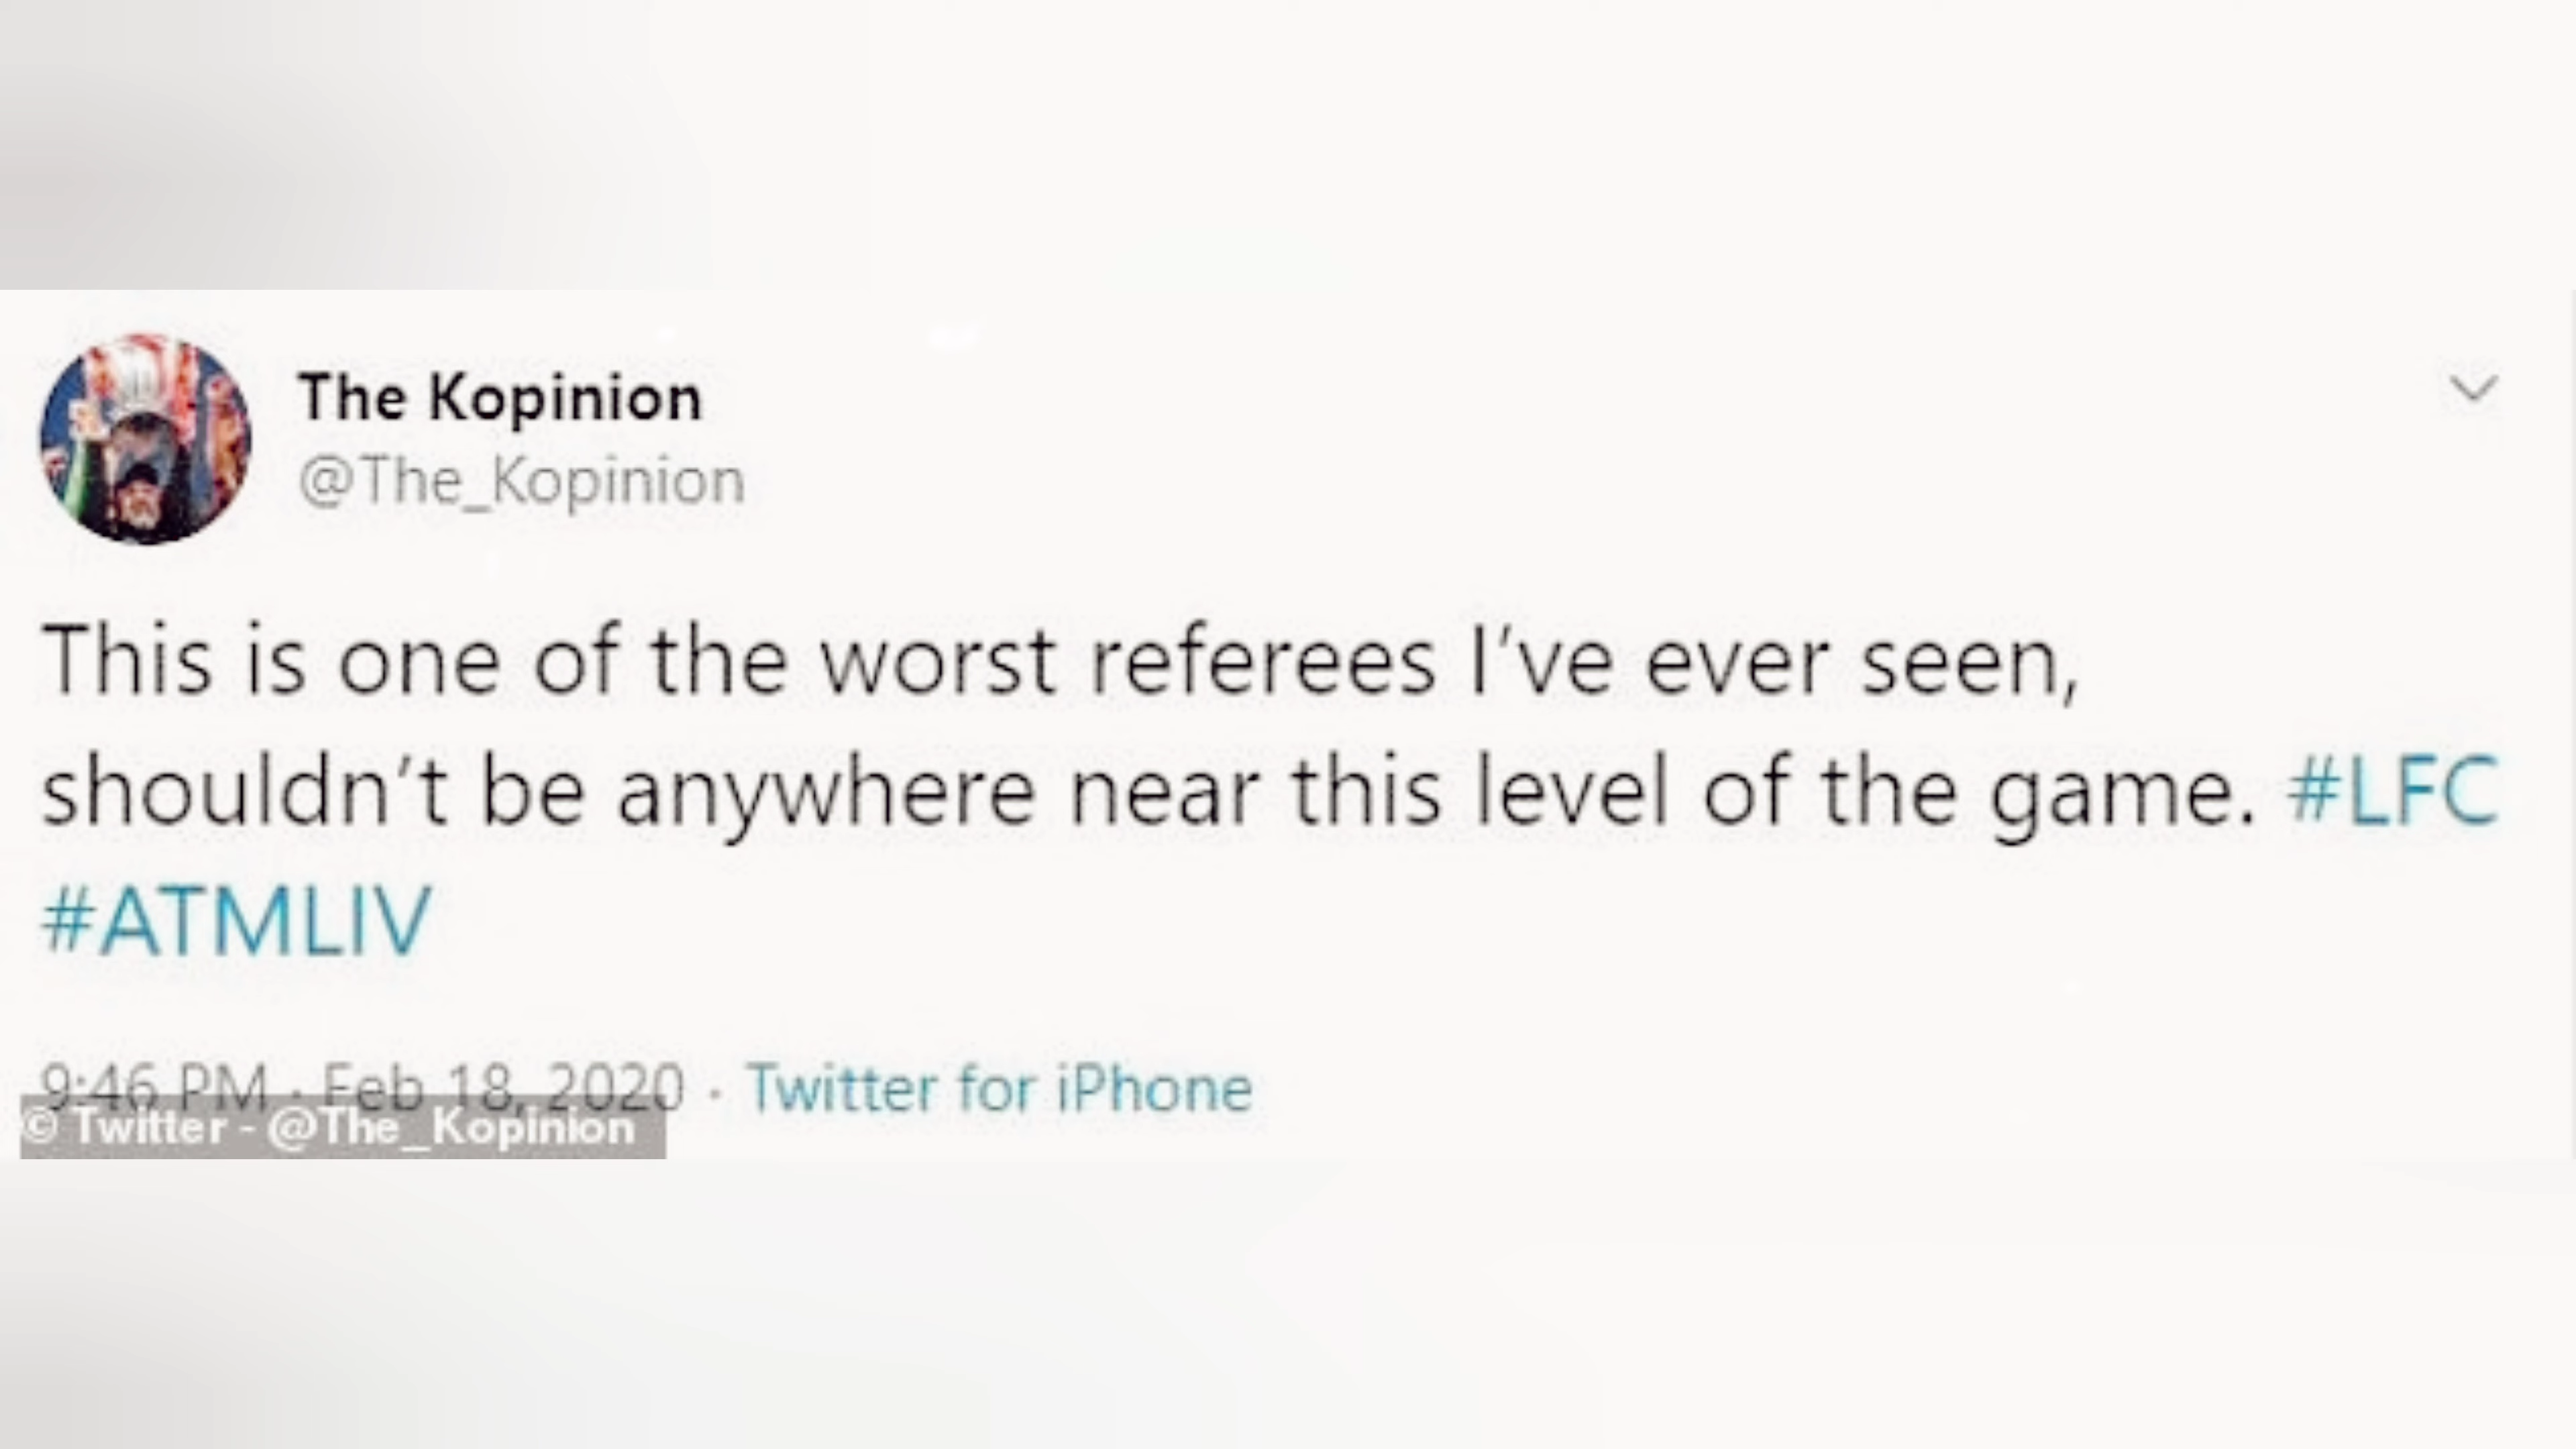 The Kopinion
@The_Kopinion
This is one of the worst referees I’ve ever seen,
shouldn’t be anywhere near this level of the game. #LFC
#ATMLIV
9:46 PM · Feb 18, 2020 · Twitter for iPhone
© Twitter - @The_Kopinion